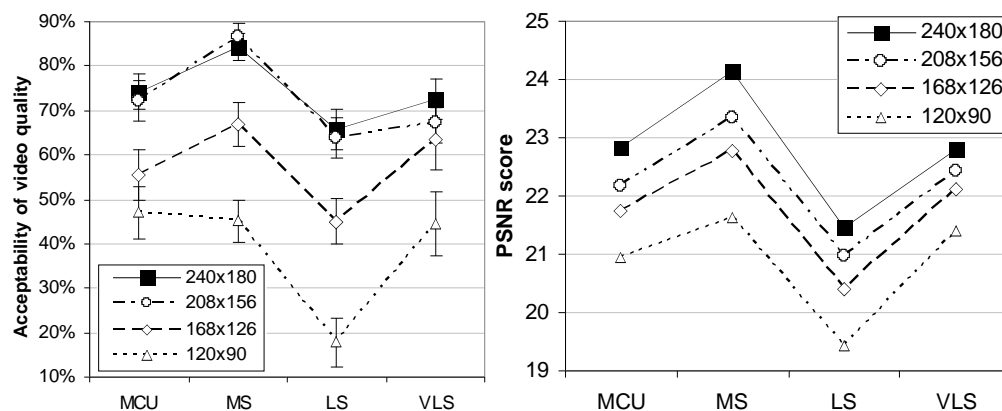 Acceptability of video quality
90%
80%
70%
60%
50%
40%
30%
20%
10%
240x180
208x156
168x126
120x90
MCU MS LS VLS
PSNR score
25
24
23
22
21
20
19
240x180
208x156
168x126
120x90
MCU MS LS VLS